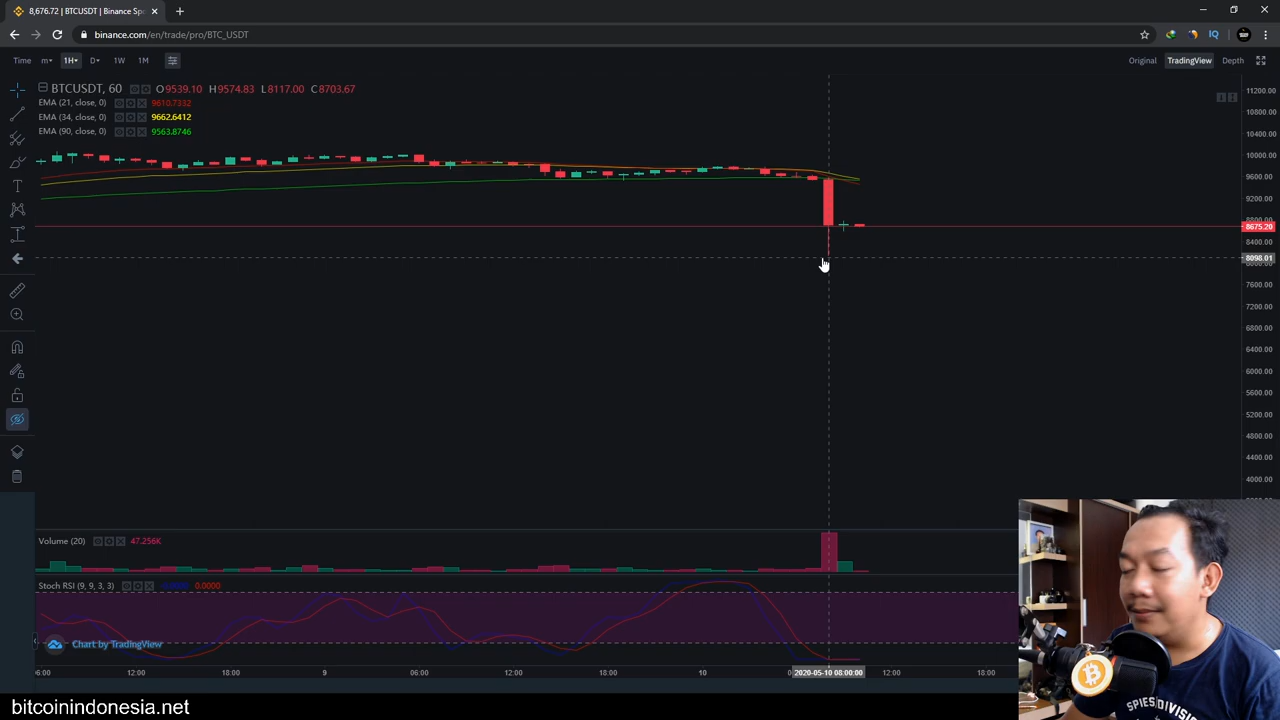 8,676.72 | BTCUSDT | Binance Sp
binance.com/en/trade/pro/BTC_USDT
Time m 1H D 1W 1M
Original TradingView Depth
BTCUSDT, 60 O9539.10 H9574.83 L8117.00 C8703.67
EMA (21, close, 0) 9610.7332
EMA (34, close, 0) 9662.6412
EMA (90, close, 0) 9563.8746
11200.00
10800.00
10400.00
10000.00
9600.00
9200.00
8675.20
8400.00
8098.01
7600.00
7200.00
6800.00
6400.00
6000.00
5600.00
5200.00
4800.00
4400.00
4000.00
Volume (20) 47.256K
Stoch RSI (9, 9, 3, 3) 0.0000
Chart by TradingView
12:00 18:00 9 06:00 12:00 18:00 10 2020-05-10 08:00:00 12:00 18:00
bitcoinindonesia.net
SPIES DIVISION